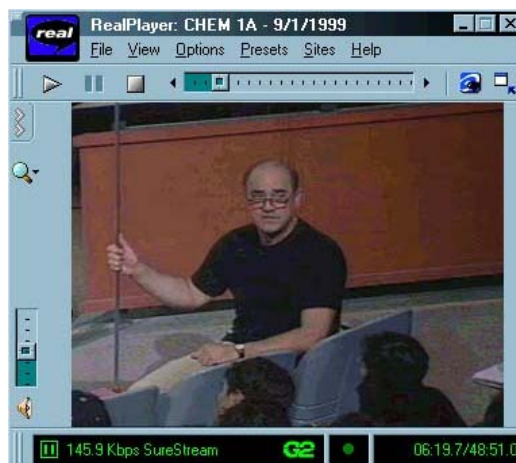 real RealPlayer: CHEM 1A - 9/1/1999
File View Options Presets Sites Help
145.9 Kbps SureStream G2 06:19.7/48:51.0